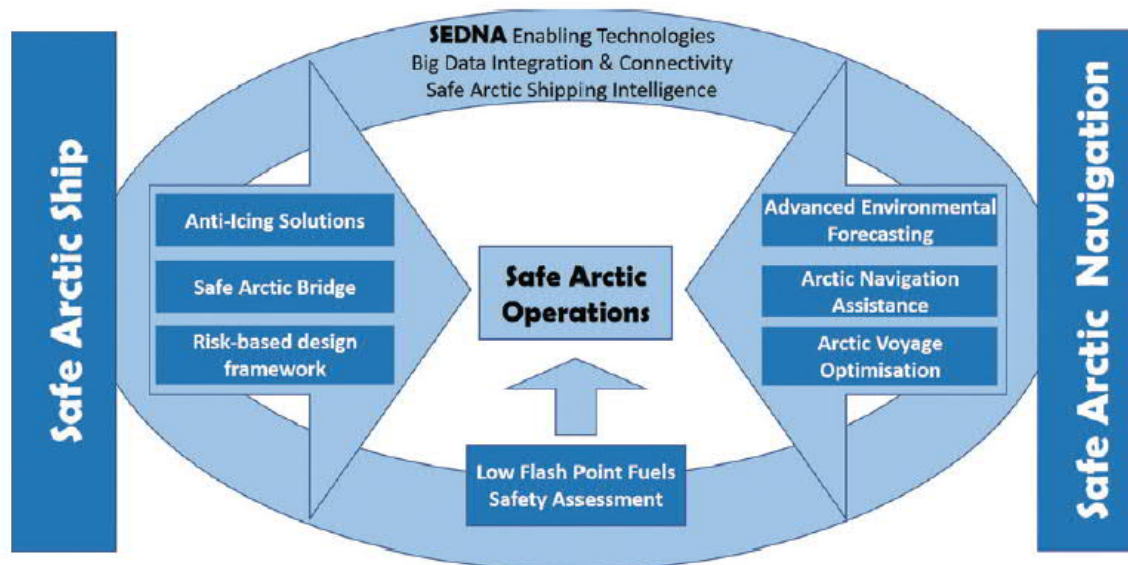 SEDNA Enabling Technologies
Big Data Integration & Connectivity
Safe Arctic Shipping Intelligence
Safe Arctic Ship
Anti-Icing Solutions
Safe Arctic Bridge
Risk-based design
framework
Safe Arctic
Operations
Low Flash Point Fuels
Safety Assessment
Advanced Environmental
Forecasting
Arctic Navigation
Assistance
Arctic Voyage
Optimisation
Safe Arctic Navigation